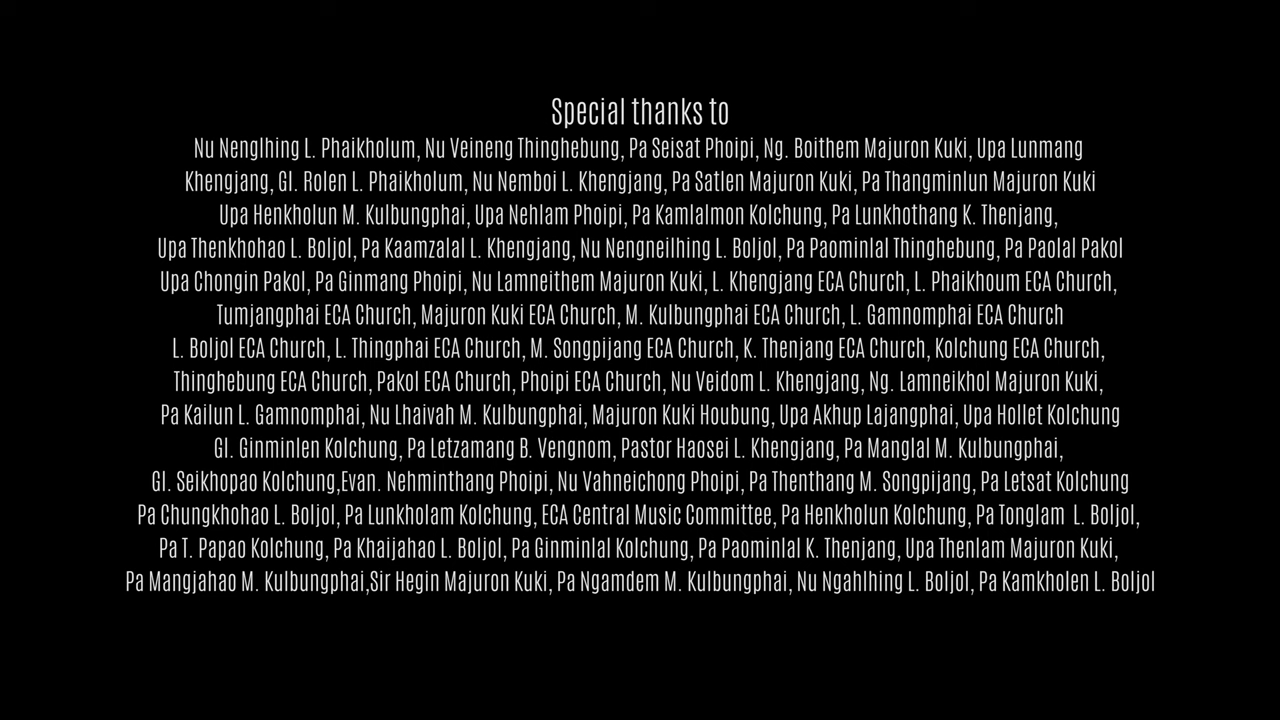 Special thanks to
Nu Nenglhing L. Phaikholum, Nu Veineng Thinghebung, Pa Seisat Phoipi, Ng. Boithem Majuron Kuki, Upa Lunmang
Khengjang, Gl. Rolen L. Phaikholum, Nu Nemboi L. Khengjang, Pa Satlen Majuron Kuki, Pa Thangminlun Majuron Kuki
Upa Henkholun M. Kulbungphai, Upa Nehlam Phoipi, Pa Kamlalmon Kolchung, Pa Lunkhothang K. Thenjang,
Upa Thenkhohao L. Boljol, Pa Kaamzalal L. Khengjang, Nu Nengneilhing L. Boljol, Pa Paominlal Thinghebung, Pa Paolal Pakol
Upa Chongin Pakol, Pa Ginmang Phoipi, Nu Lamneithem Majuron Kuki, L. Khengjang ECA Church, L. Phaikhoum ECA Church,
Tumjangphai ECA Church, Majuron Kuki ECA Church, M. Kulbungphai ECA Church, L. Gamnomphai ECA Church
L. Boljol ECA Church, L. Thingphai ECA Church, M. Songpijang ECA Church, K. Thenjang ECA Church, Kolchung ECA Church,
Thinghebung ECA Church, Pakol ECA Church, Phoipi ECA Church, Nu Veidom L. Khengjang, Ng. Lamneikhol Majuron Kuki,
Pa Kailun L. Gamnomphai, Nu Lhaivah M. Kulbungphai, Majuron Kuki Houbung, Upa Akhup Lajangphai, Upa Hollet Kolchung
Gl. Ginminlen Kolchung, Pa Letzamang B. Vengnom, Pastor Haosei L. Khengjang, Pa Manglal M. Kulbungphai,
Gl. Seikhopao Kolchung,Evan. Nehminthang Phoipi, Nu Vahneichong Phoipi, Pa Thenthang M. Songpijang, Pa Letsat Kolchung
Pa Chungkhohao L. Boljol, Pa Lunkholam Kolchung, ECA Central Music Committee, Pa Henkholun Kolchung, Pa Tonglam L. Boljol,
Pa T. Papao Kolchung, Pa Khaijahao L. Boljol, Pa Ginminlal Kolchung, Pa Paominlal K. Thenjang, Upa Thenlam Majuron Kuki,
Pa Mangjahao M. Kulbungphai,Sir Hegin Majuron Kuki, Pa Ngamdem M. Kulbungphai, Nu Ngahlhing L. Boljol, Pa Kamkholen L. Boljol